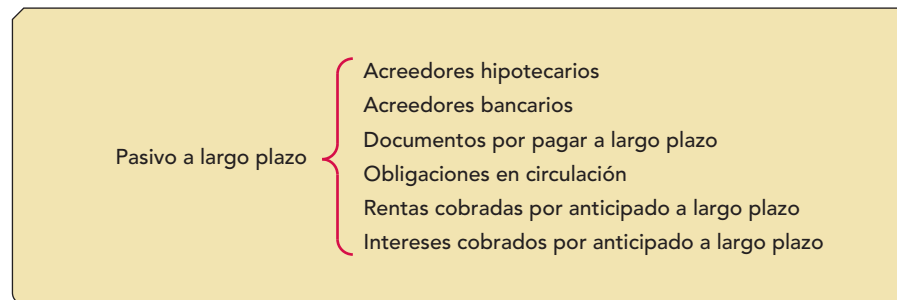 Acreedores hipotecarios
Acreedores bancarios
Documentos por pagar a largo plazo
Pasivo a largo plazo
Obligaciones en circulación
Rentas cobradas por anticipado a largo plazo
Intereses cobrados por anticipado a largo plazo